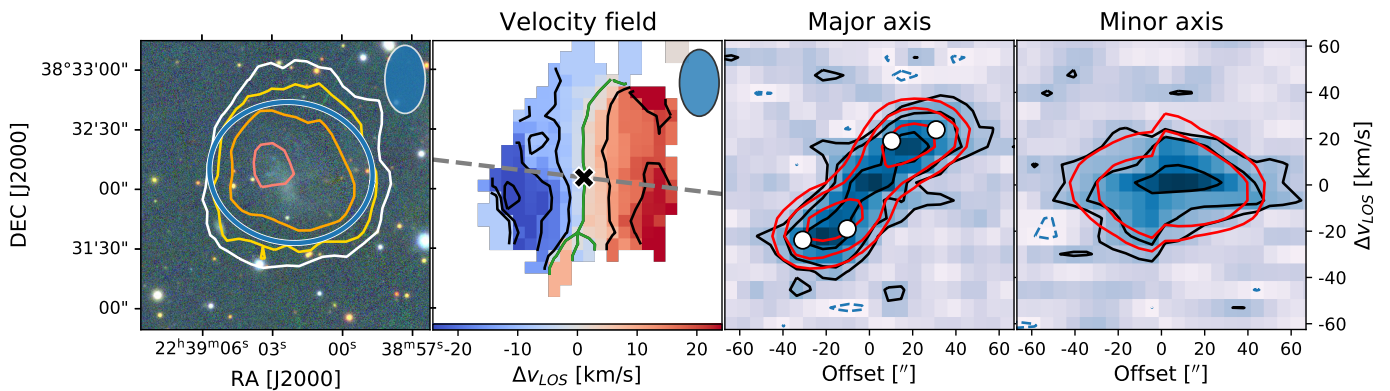 Velocity field
Major axis
Minor axis
38°33'00"
32'30"
00"
31'30"
00"
DEC [J2000]
22ʰ39ᵐ06ˢ 03ˢ 00ˢ 38ᵐ57ˢ
RA [J2000]
-20 -10 0 10 20
Δv_LOS [km/s]
-60 -40 -20 0 20 40 60
Offset [″]
-60 -40 -20 0 20 40 60
Offset [″]
60
40
20
0
-20
-40
-60
Δv_LOS [km/s]